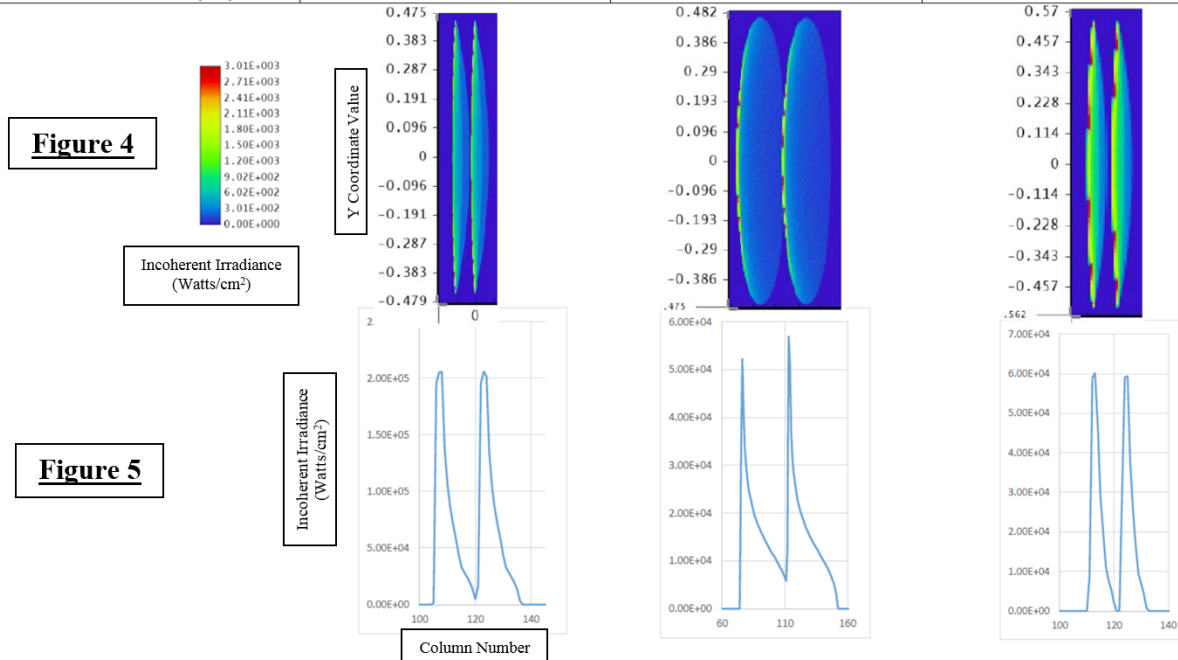 Figure 4
3.01E+003
2.71E+003
2.41E+003
2.11E+003
1.80E+003
1.50E+003
1.20E+003
9.02E+002
6.02E+002
3.01E+002
0.00E+000
Incoherent Irradiance
(Watts/cm²)
Y Coordinate Value
0.475
0.383
0.287
0.191
0.096
0
-0.096
-0.191
-0.287
-0.383
-0.479
0
0.482
0.386
0.29
0.193
0.096
0
-0.096
-0.193
-0.29
-0.386
.475
0.57
0.457
0.343
0.228
0.114
0
-0.114
-0.228
-0.343
-0.457
.562
Figure 5
Incoherent Irradiance
(Watts/cm²)
2
2.00E+05
1.50E+05
1.00E+05
5.00E+04
0.00E+00
100 120 140
Column Number
6.00E+04
5.00E+04
4.00E+04
3.00E+04
2.00E+04
1.00E+04
0.00E+00
60 110 160
7.00E+04
6.00E+04
5.00E+04
4.00E+04
3.00E+04
2.00E+04
1.00E+04
0.00E+00
100 120 140